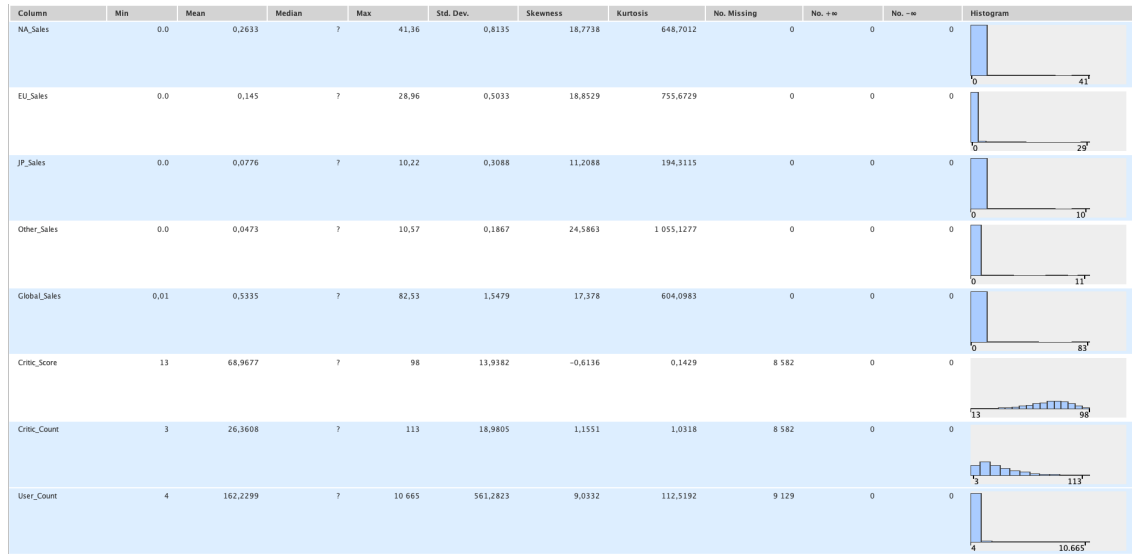 Column Min Mean Median Max Std. Dev. Skewness Kurtosis No. Missing No. +∞ No. −∞ Histogram
NA_Sales 0.0 0,2633 ? 41,36 0,8135 18,7738 648,7012 0 0 0
0 41
EU_Sales 0.0 0,145 ? 28,96 0,5033 18,8529 755,6729 0 0 0
0 29
JP_Sales 0.0 0,0776 ? 10,22 0,3088 11,2088 194,3115 0 0 0
0 10
Other_Sales 0.0 0,0473 ? 10,57 0,1867 24,5863 1 055,1277 0 0 0
0 11
Global_Sales 0,01 0,5335 ? 82,53 1,5479 17,378 604,0983 0 0 0
0 83
Critic_Score 13 68,9677 ? 98 13,9382 −0,6136 0,1429 8 582 0 0
13 98
Critic_Count 3 26,3608 ? 113 18,9805 1,1551 1,0318 8 582 0 0
3 113
User_Count 4 162,2299 ? 10 665 561,2823 9,0332 112,5192 9 129 0 0
4 10.665